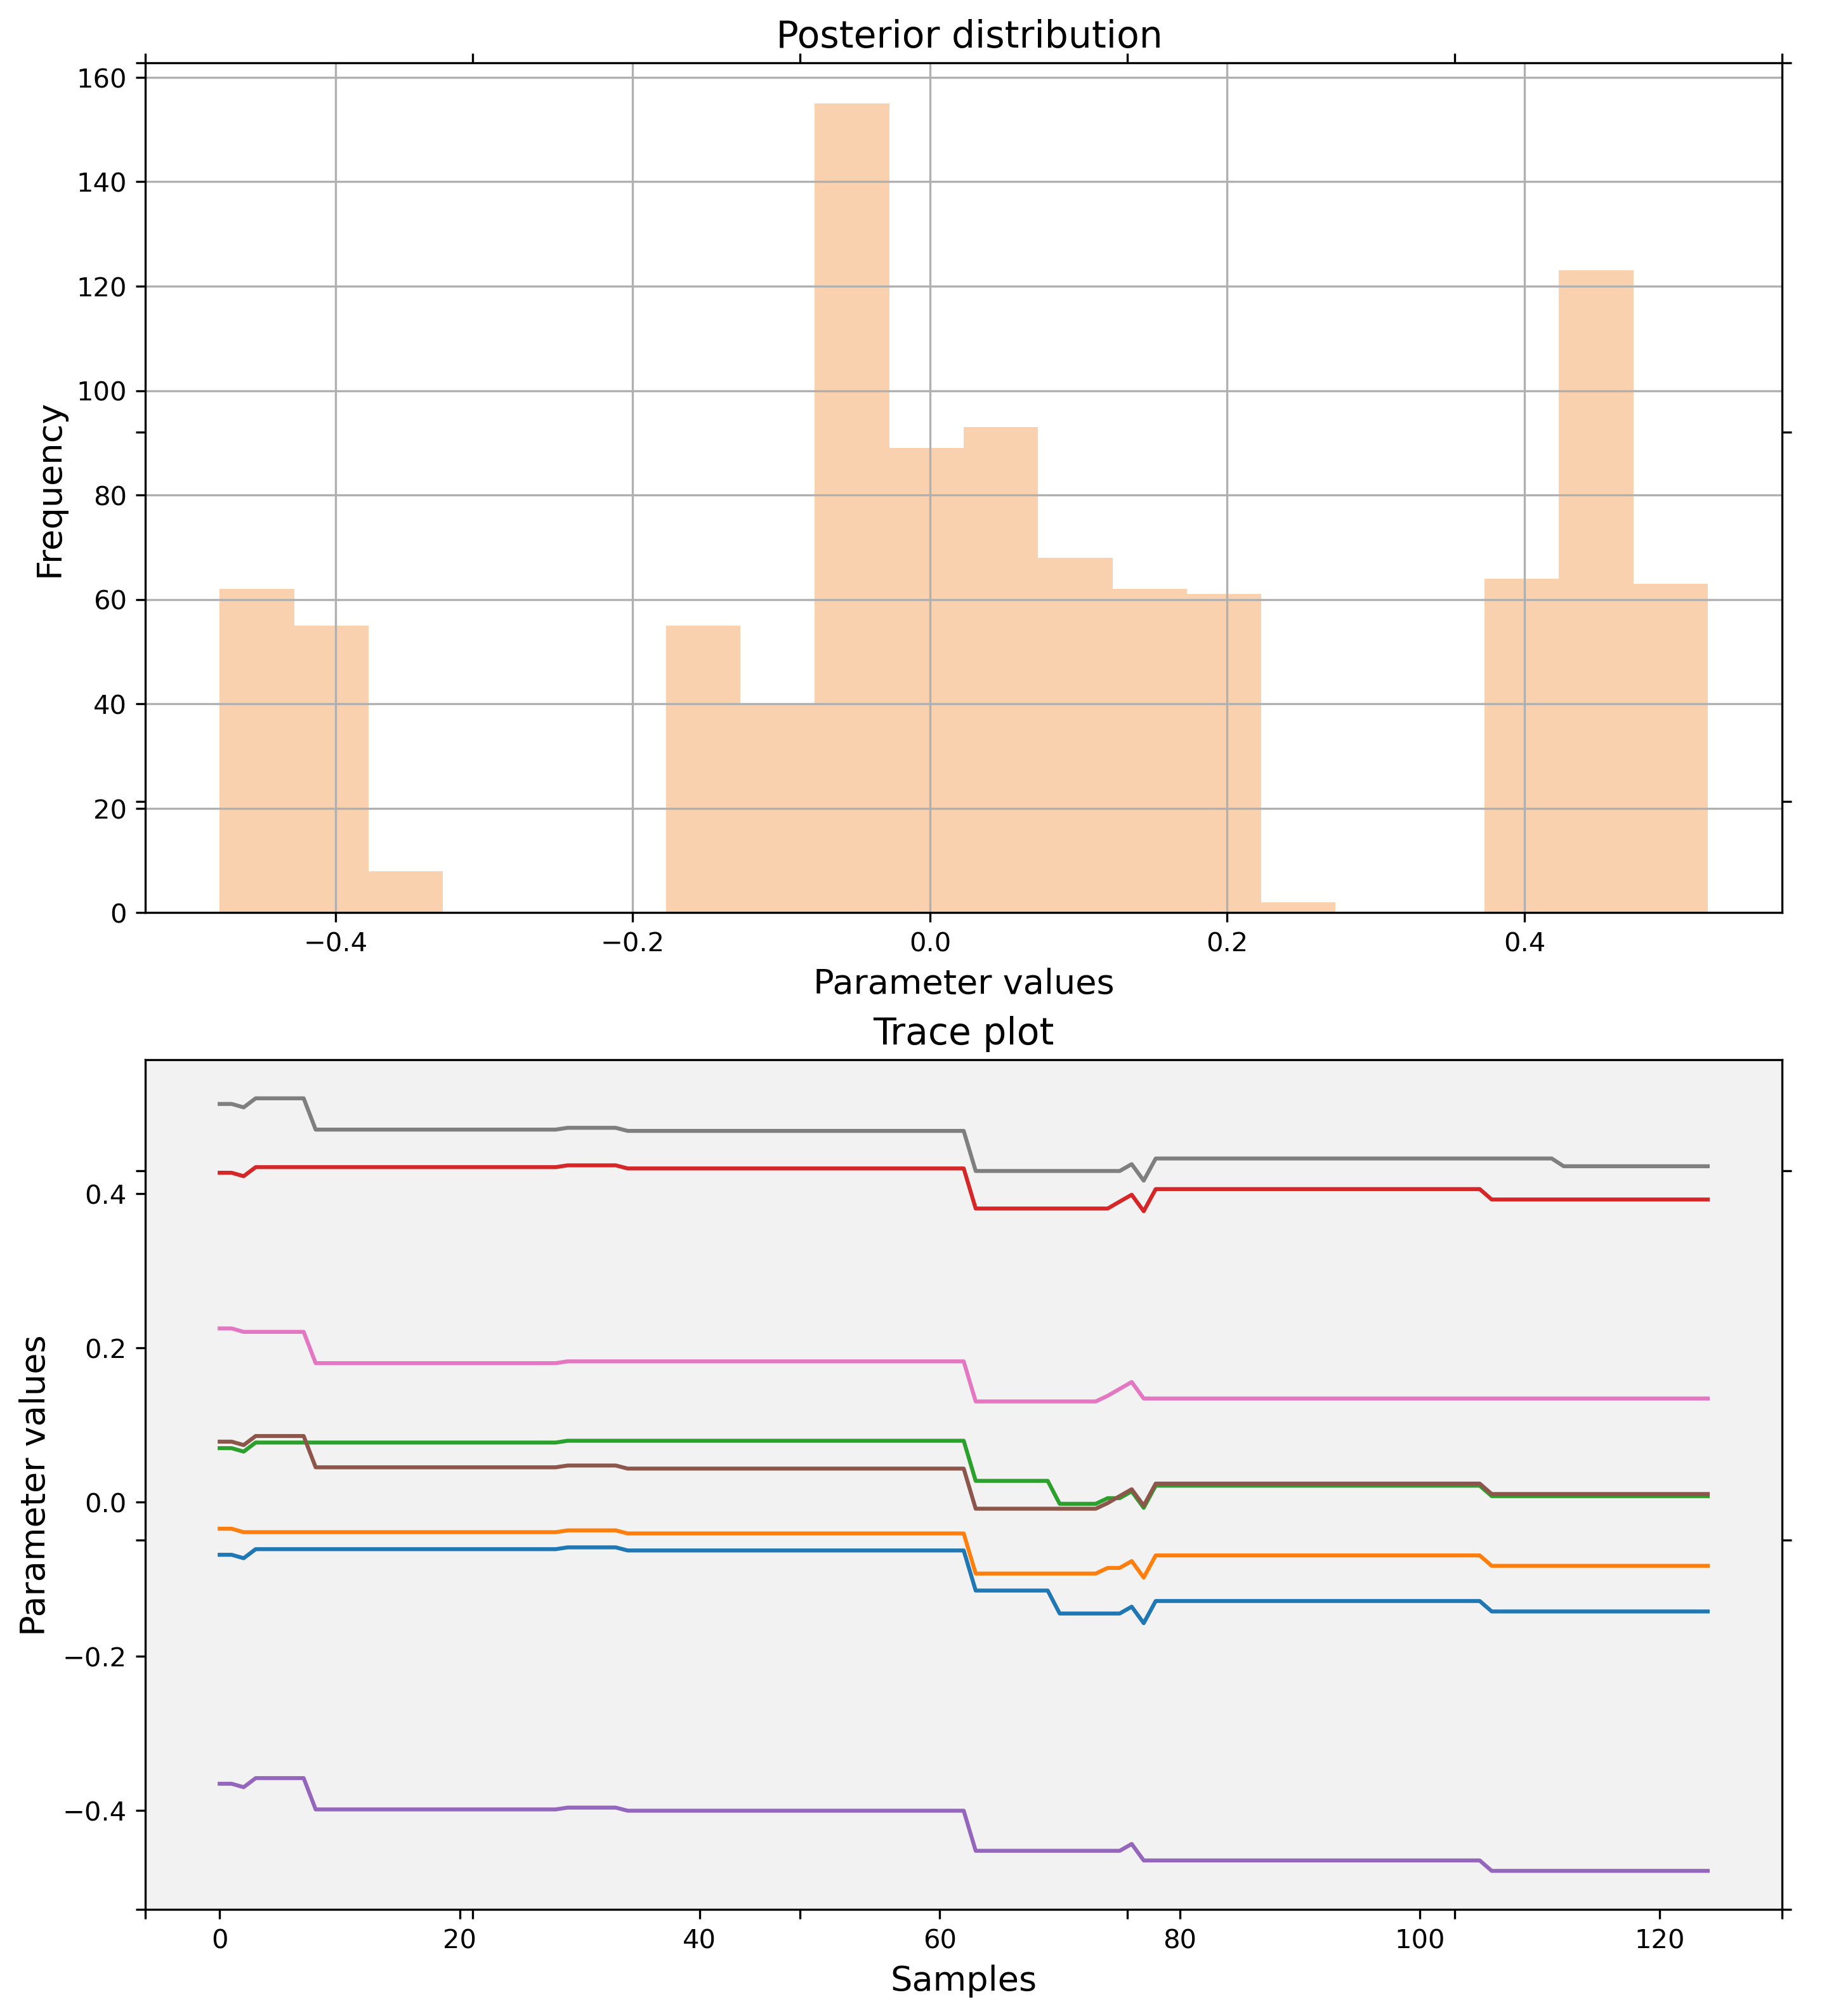 Posterior distribution
160
140
120
100
80
60
40
20
0
Frequency
−0.4 −0.2 0.0 0.2 0.4
Parameter values
Trace plot
0.4
0.2
0.0
−0.2
−0.4
Parameter values
0 20 40 60 80 100 120
Samples